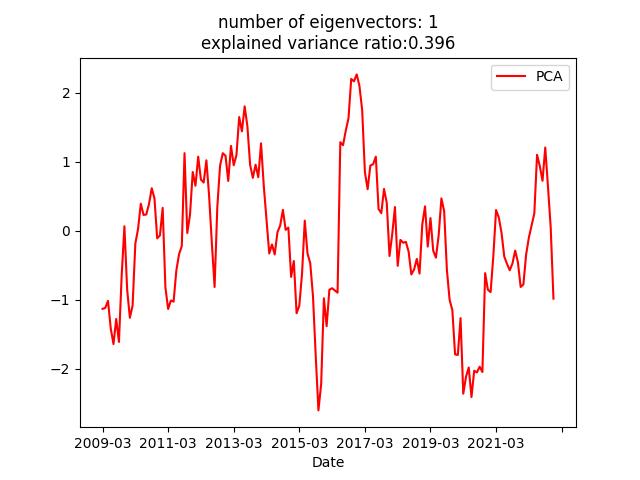 number of eigenvectors: 1
explained variance ratio:0.396
PCA
2
1
0
−1
−2
2009-03 2011-03 2013-03 2015-03 2017-03 2019-03 2021-03
Date